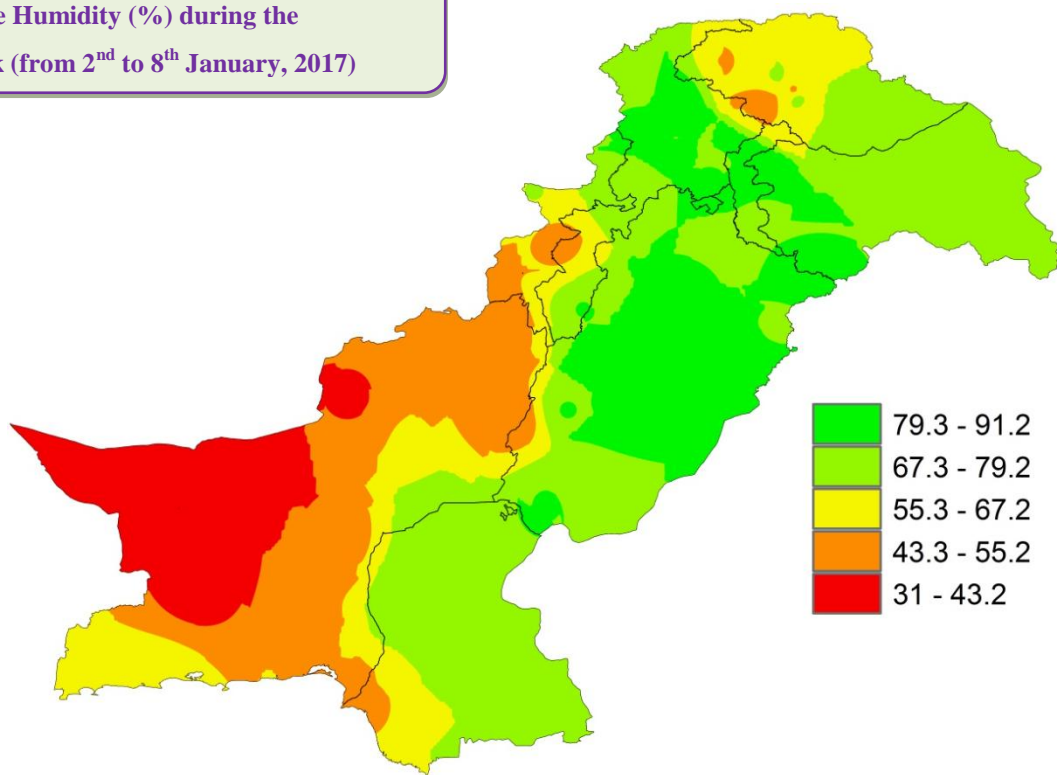 e Humidity (%) during the
k (from 2nd to 8th January, 2017)
79.3 - 91.2
67.3 - 79.2
55.3 - 67.2
43.3 - 55.2
31 - 43.2